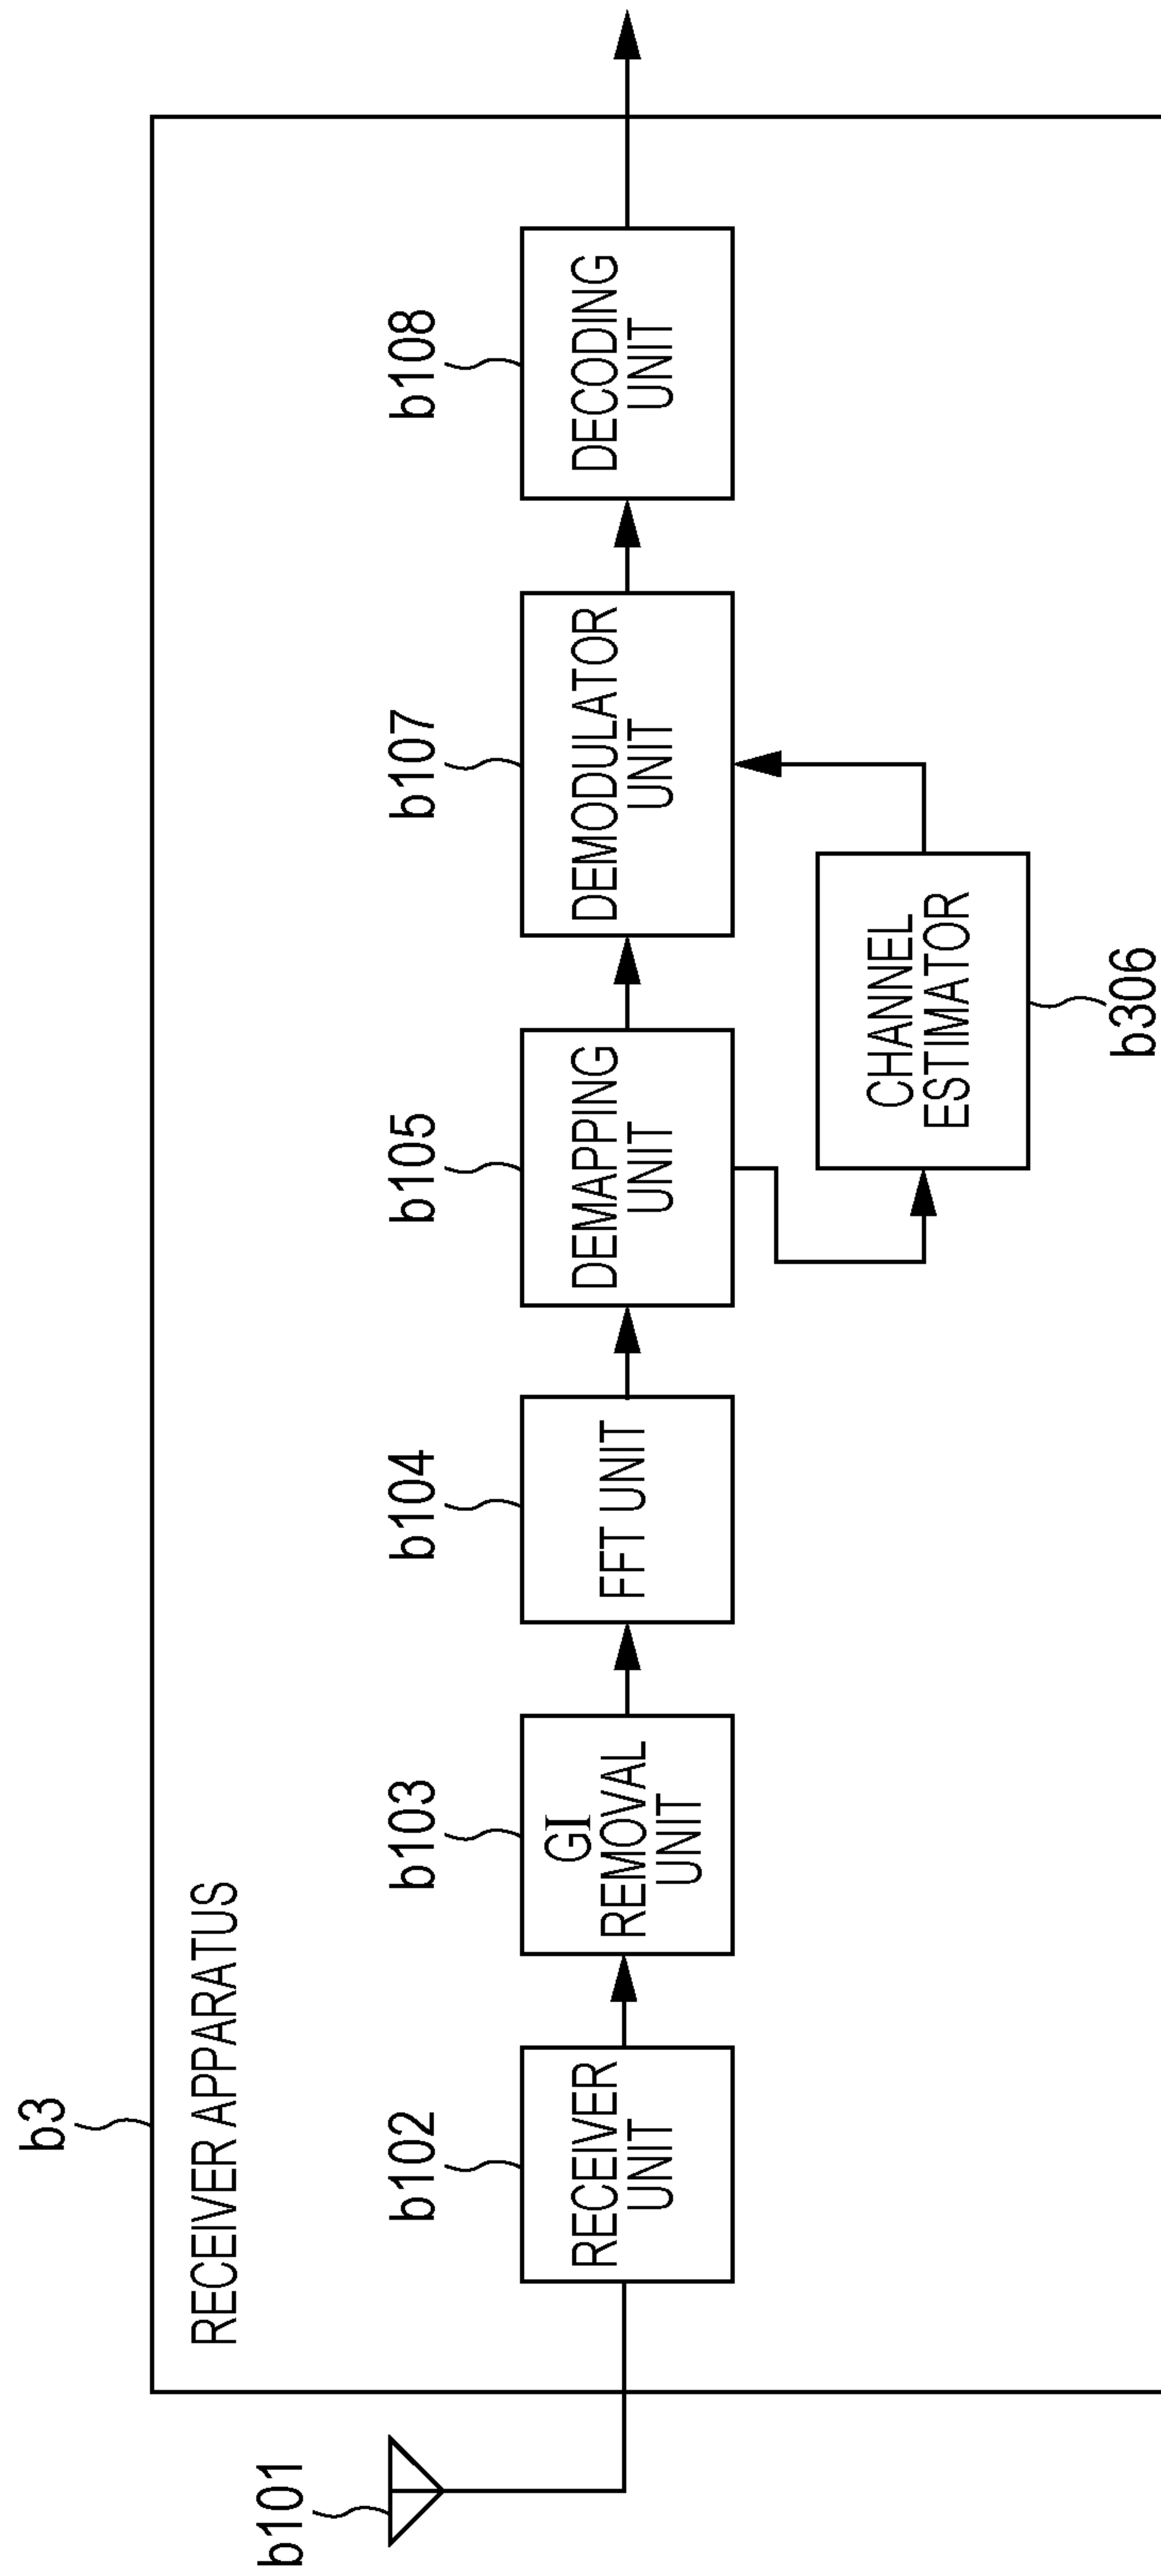 b3
RECEIVER APPARATUS
b101
b102
RECEIVER
UNIT
b103
GI
REMOVAL
UNIT
b104
FFT UNIT
b105
DEMAPPING
UNIT
b107
DEMODULATOR
UNIT
b108
DECODING
UNIT
CHANNEL
ESTIMATOR
b306